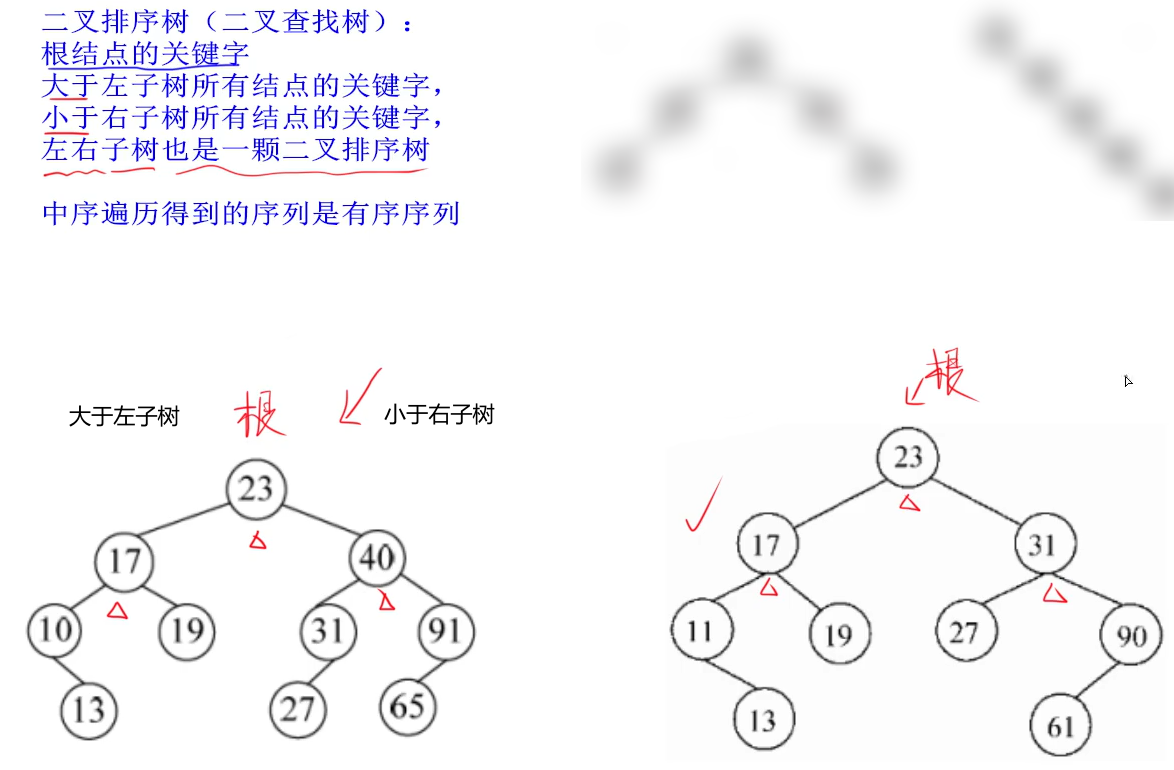 二叉排序树（二叉查找树）：
根结点的关键字
大于左子树所有结点的关键字，
小于右子树所有结点的关键字，
左右子树也是一颗二叉排序树
中序遍历得到的序列是有序序列
大于左子树
根
小于右子树
23
17
40
10
19
31
91
13
27
65
根
23
17
31
11
19
27
90
13
61